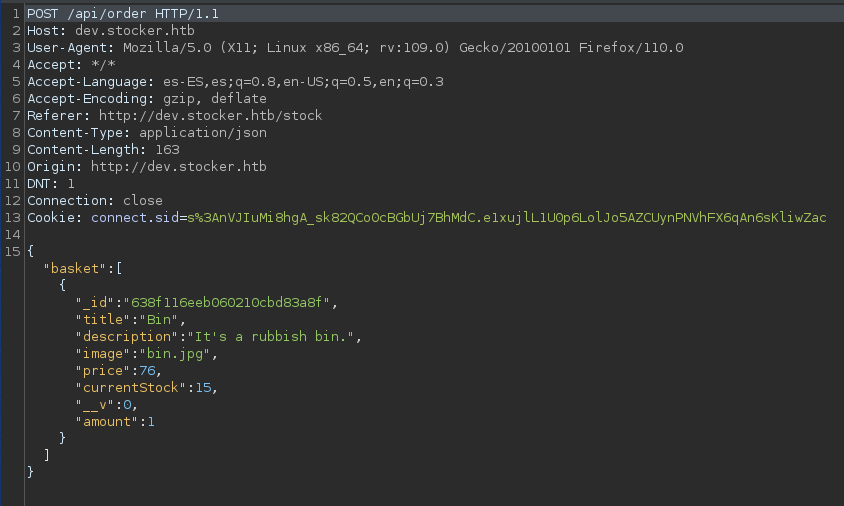 1 POST /api/order HTTP/1.1
2 Host: dev.stocker.htb
3 User-Agent: Mozilla/5.0 (X11; Linux x86_64; rv:109.0) Gecko/20100101 Firefox/110.0
4 Accept: */*
5 Accept-Language: es-ES,es;q=0.8,en-US;q=0.5,en;q=0.3
6 Accept-Encoding: gzip, deflate
7 Referer: http://dev.stocker.htb/stock
8 Content-Type: application/json
9 Content-Length: 163
10 Origin: http://dev.stocker.htb
11 DNT: 1
12 Connection: close
13 Cookie: connect.sid=s%3AnVJIuMi8hgA_sk82QCo0cBGbUj7BhMdC.e1xujlL1U0p6LolJo5AZCUynPNVhFX6qAn6sKliwZac
14
15 {
"basket":[
{
"_id":"638f116eeb060210cbd83a8f",
"title":"Bin",
"description":"It's a rubbish bin.",
"image":"bin.jpg",
"price":76,
"currentStock":15,
"__v":0,
"amount":1
}
]
}